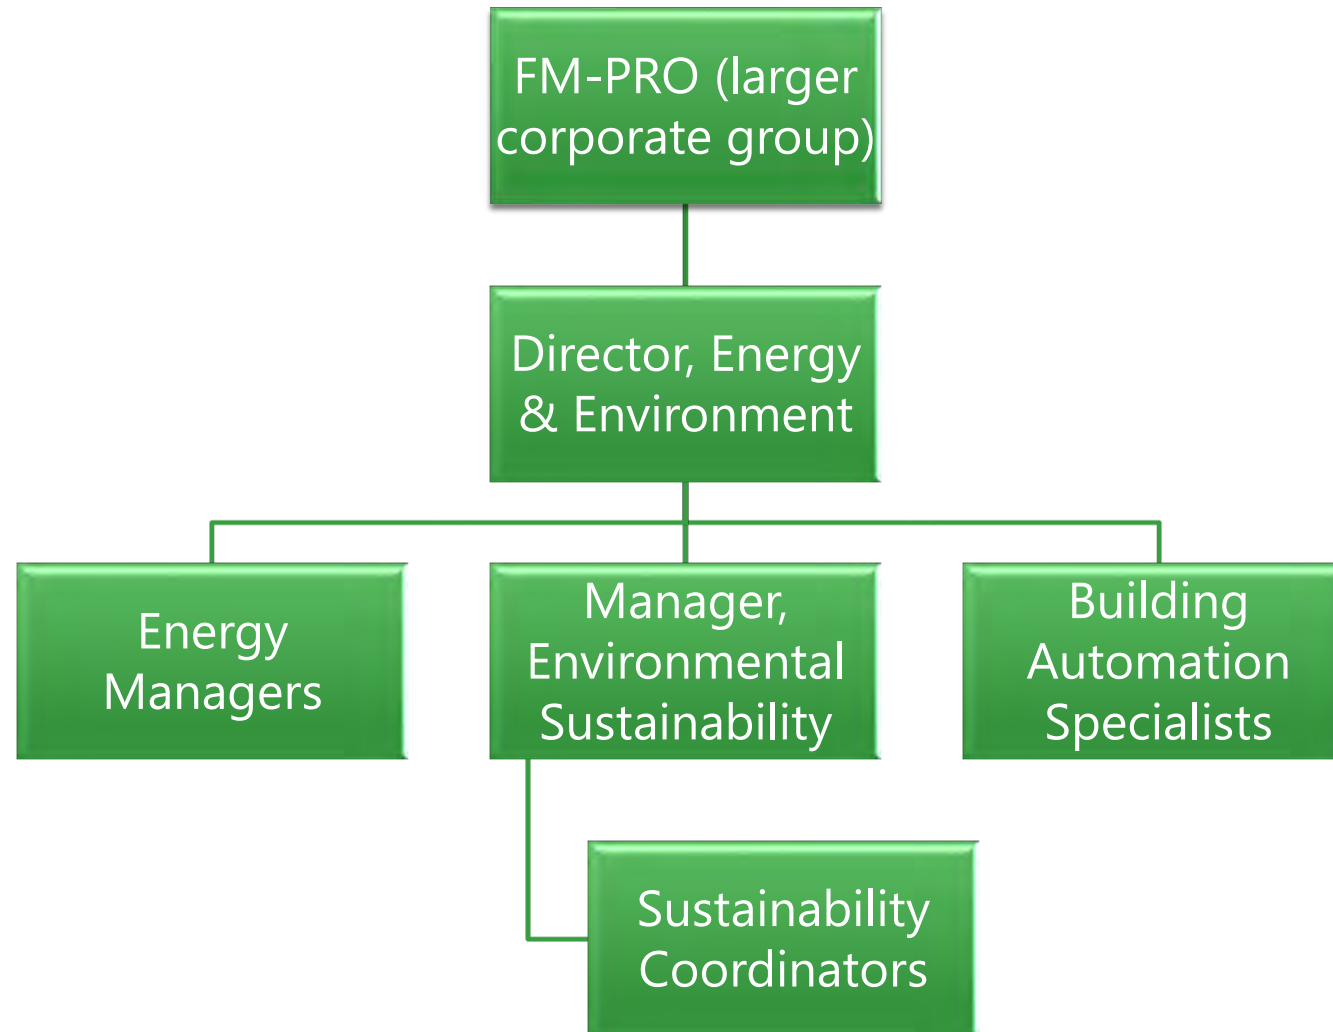 FM-PRO (larger
corporate group)
Director, Energy
& Environment
Energy
Managers
Manager,
Environmental
Sustainability
Building
Automation
Specialists
Sustainability
Coordinators